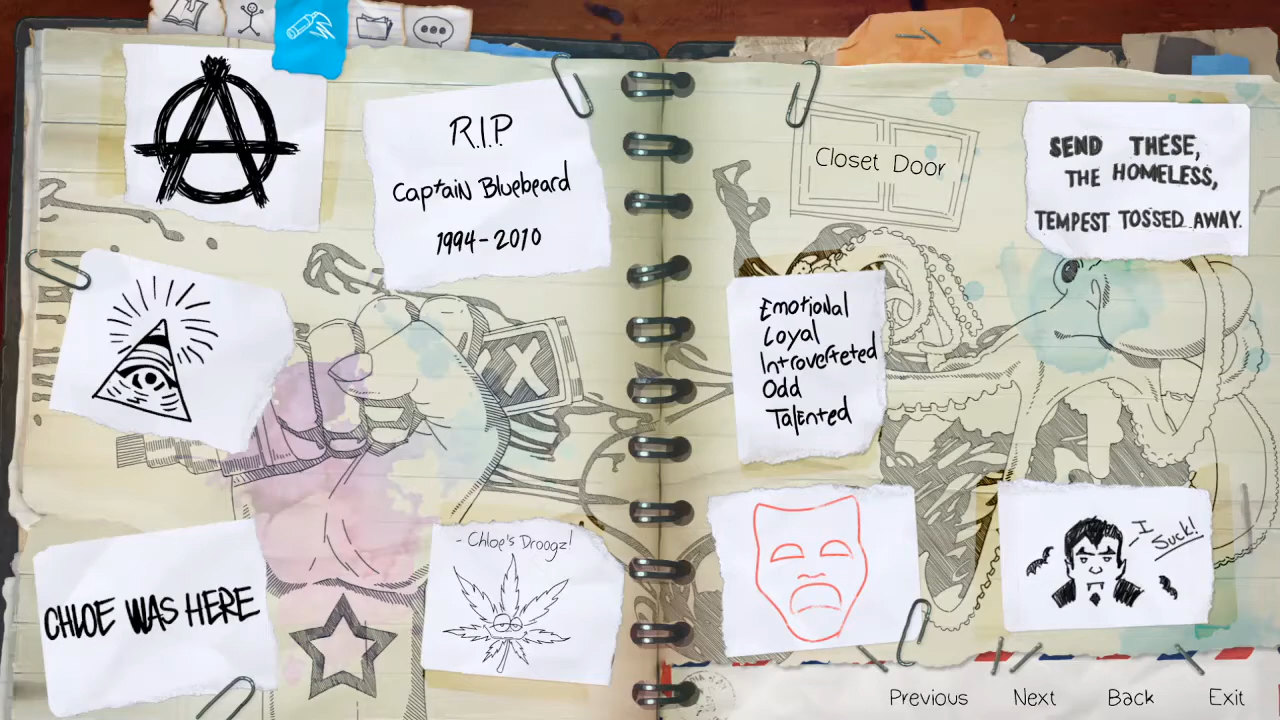 R.I.P
Captain Bluebeard
1994-2010
CHLOE WAS HERE
- Chloe's Droogz!
Closet Door
SEND THESE,
THE HOMELESS,
TEMPEST TOSSED AWAY.
Emotional
Loyal
Introverteted
Odd
Talented
- I
Suck!
Previous Next Back Exit